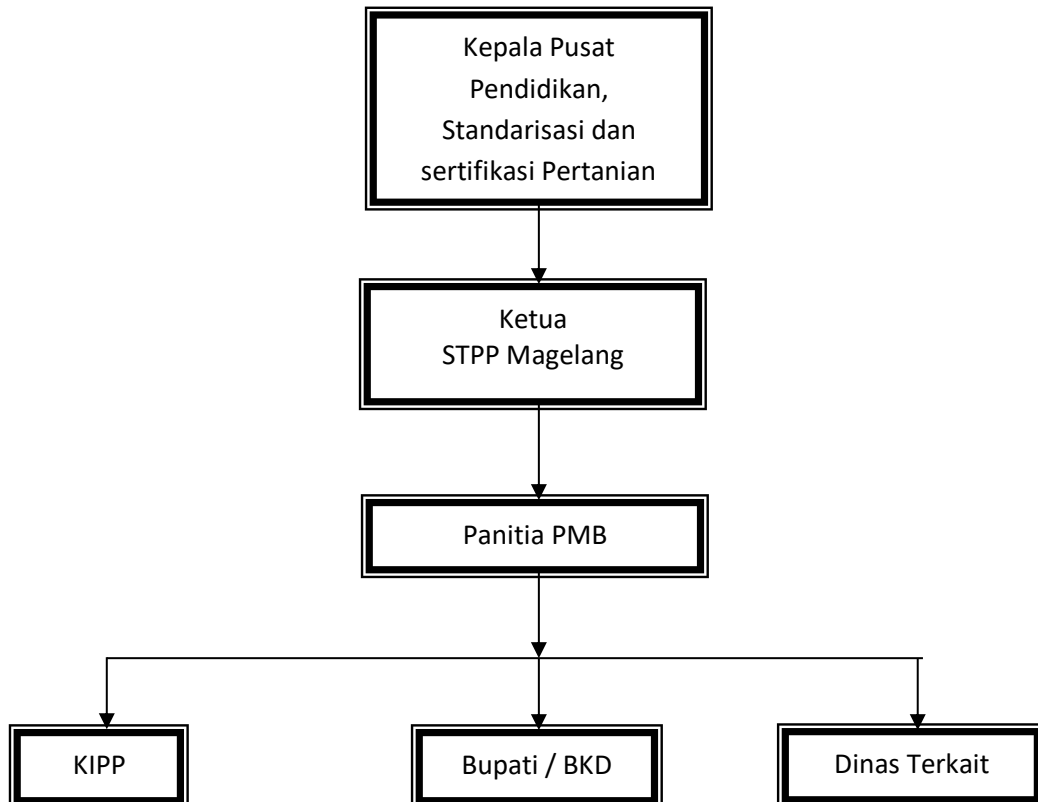 Kepala Pusat
Pendidikan,
Standarisasi dan
sertifikasi Pertanian
Ketua
STPP Magelang
Panitia PMB
KIPP
Bupati / BKD
Dinas Terkait